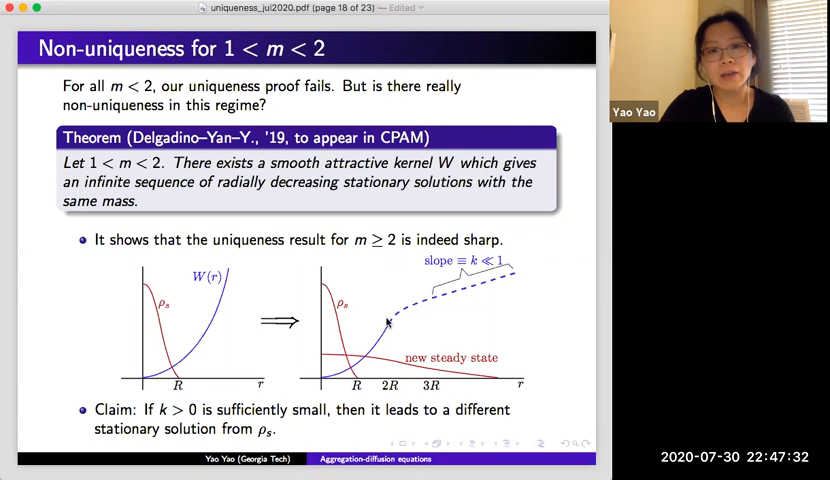 uniqueness_jul2020.pdf (page 18 of 23) — Edited
Non-uniqueness for 1 < m < 2
For all m < 2, our uniqueness proof fails. But is there really
non-uniqueness in this regime?
Theorem (Delgadino–Yan–Y., '19, to appear in CPAM)
Let 1 < m < 2. There exists a smooth attractive kernel W which gives
an infinite sequence of radially decreasing stationary solutions with the
same mass.
It shows that the uniqueness result for m ≥ 2 is indeed sharp.
slope ≡ k ≪ 1
W(r)
ρs
ρs
new steady state
R
r
R
2R
3R
r
Claim: If k > 0 is sufficiently small, then it leads to a different
stationary solution from ρs.
Yao Yao (Georgia Tech)
Aggregation-diffusion equations
Yao Yao
2020-07-30 22:47:32